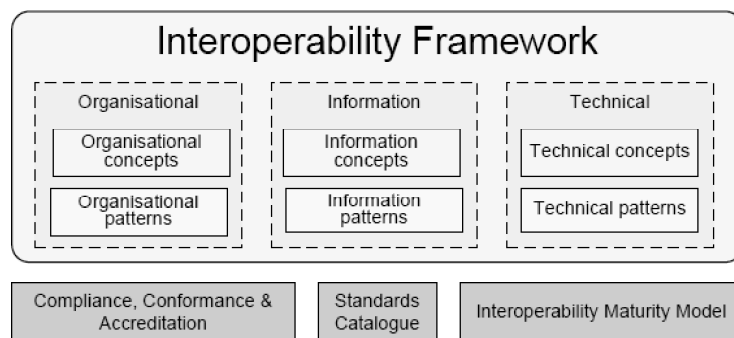 Interoperability Framework
Organisational
Organisational
concepts
Organisational
patterns
Information
Information
concepts
Information
patterns
Technical
Technical concepts
Technical patterns
Compliance, Conformance &
Accreditation
Standards
Catalogue
Interoperability Maturity Model